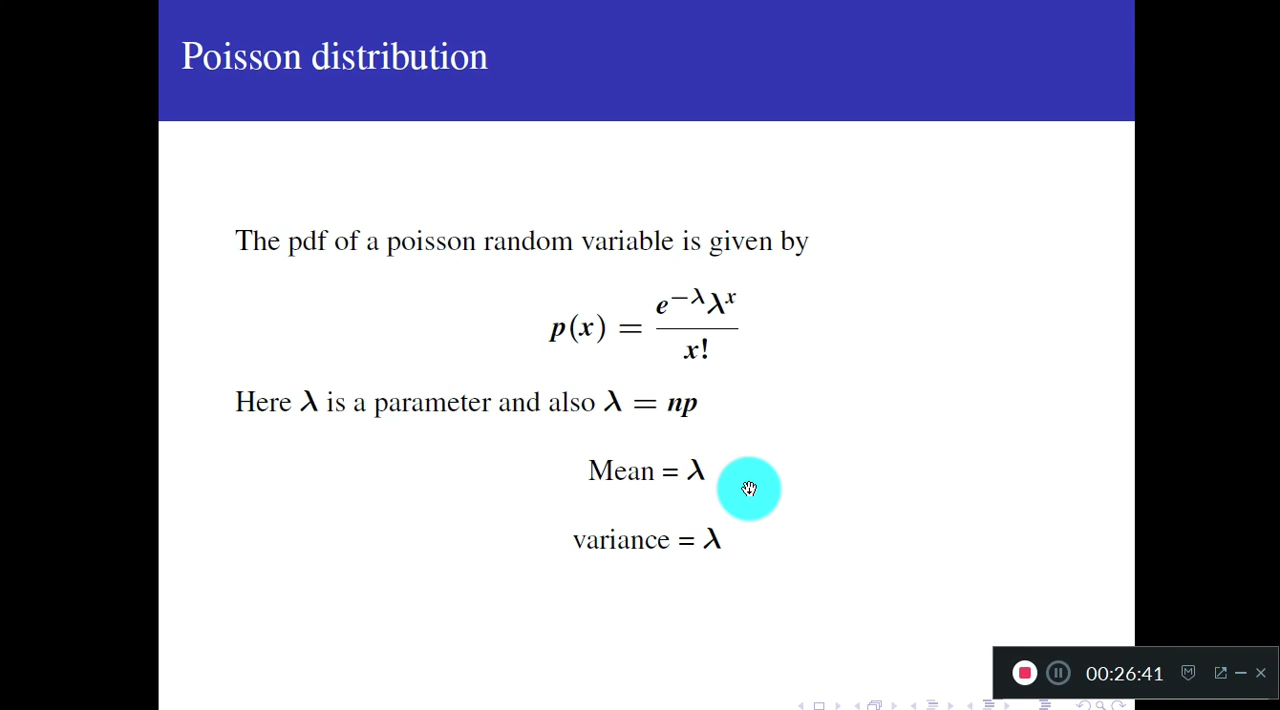 Poisson distribution
The pdf of a poisson random variable is given by
p(x) = \frac{e^{-λ}λ^x}{x!}
Here λ is a parameter and also λ = np
Mean = λ
variance = λ
00:26:41